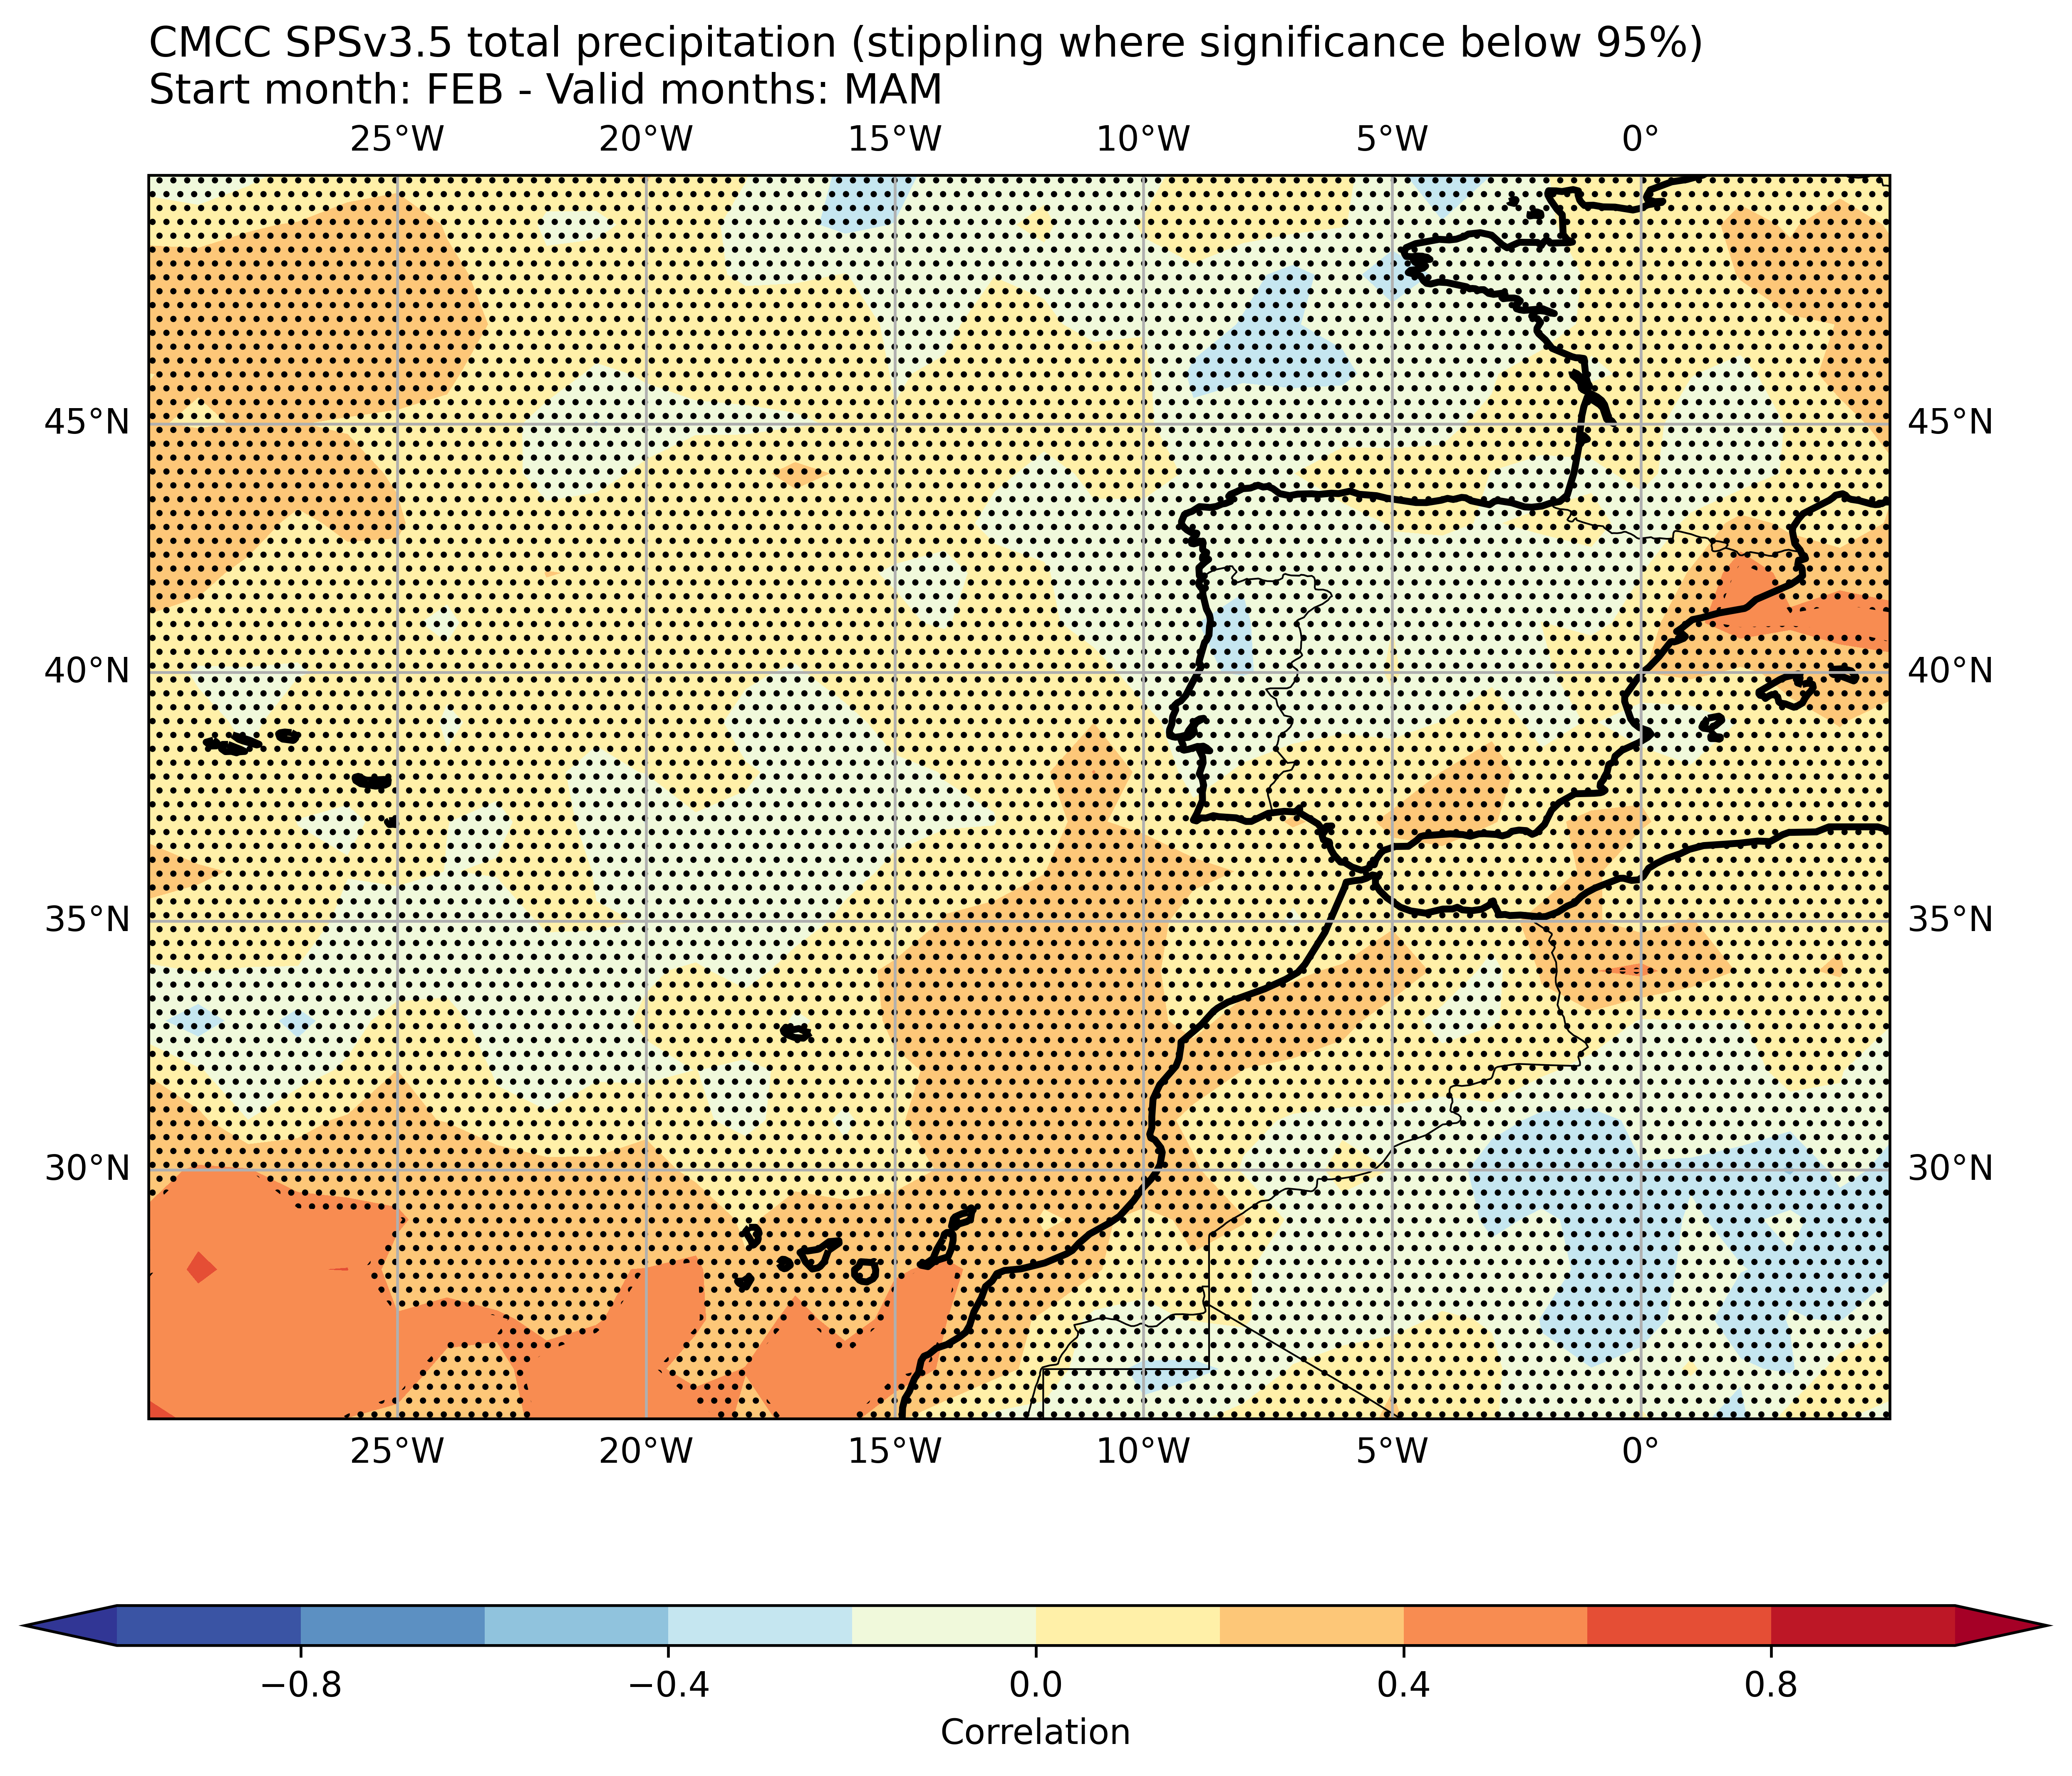 CMCC SPSv3.5 total precipitation (stippling where significance below 95%)
Start month: FEB - Valid months: MAM
25°W 20°W 15°W 10°W 5°W 0°
45°N 45°N
40°N 40°N
35°N 35°N
30°N 30°N
25°W 20°W 15°W 10°W 5°W 0°
−0.8 −0.4 0.0 0.4 0.8
Correlation